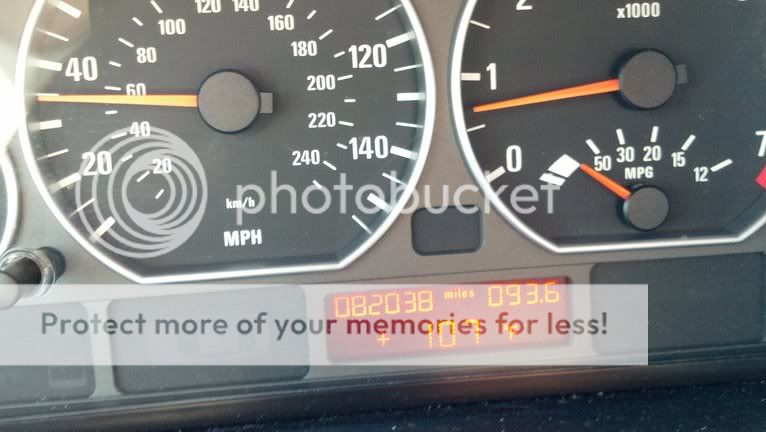 120 140
100 160
80 180
40 120
60 200
40 220
20 140
20 240
km/h
MPH
2 x1000
1
0
50 30 20 15 12
MPG
7
photobucket
082038 miles 093.6
Protect more of your memories for less!
+ 107 F